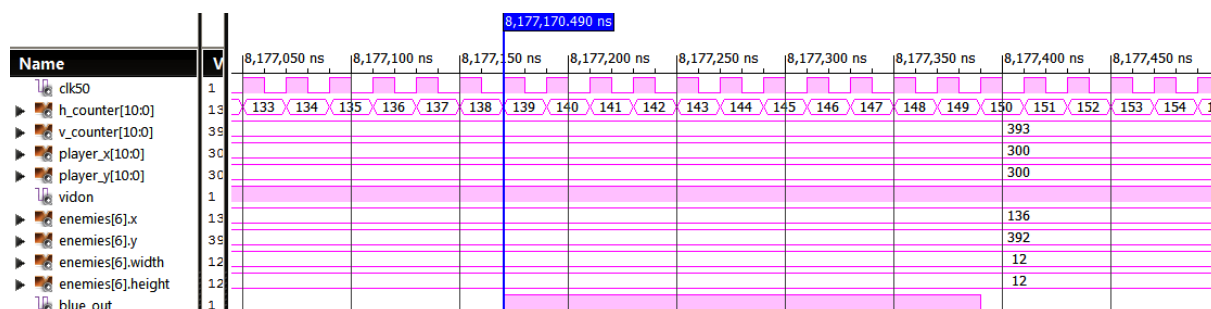 8,177,170.490 ns
Name V 8,177,050 ns 8,177,100 ns 8,177,150 ns 8,177,200 ns 8,177,250 ns 8,177,300 ns 8,177,350 ns 8,177,400 ns 8,177,450 ns
clk50 1
h_counter[10:0] 13 133 134 135 136 137 138 139 140 141 142 143 144 145 146 147 148 149 150 151 152 153 154
v_counter[10:0] 39 393
player_x[10:0] 30 300
player_y[10:0] 30 300
vidon 1
enemies[6].x 13 136
enemies[6].y 39 392
enemies[6].width 12 12
enemies[6].height 12 12
blue_out 1